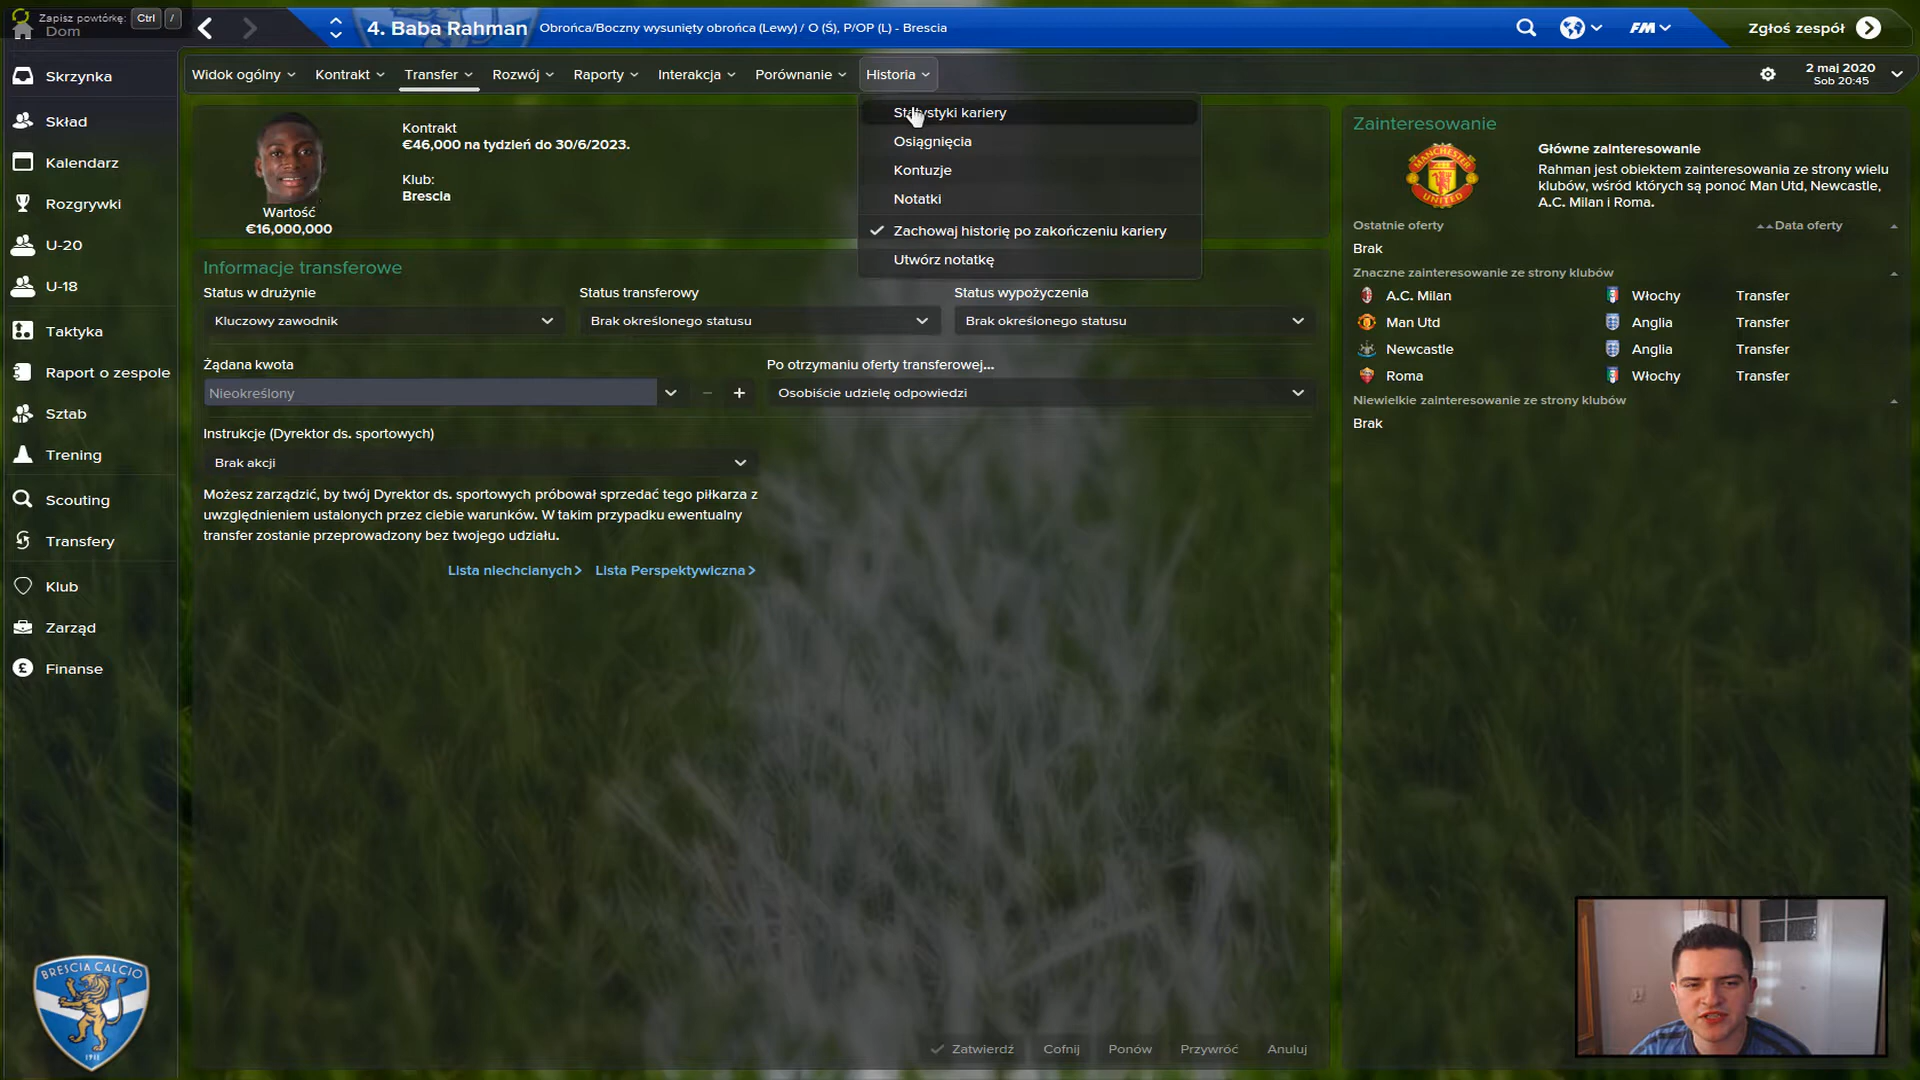 Zapisz powtórkę: Ctrl /
Dom
4. Baba Rahman Obrońca/Boczny wysunięty obrońca (Lewy) / O (Ś), P/OP (L) - Brescia
FM
Zgłoś zespół
Skrzynka
Skład
Kalendarz
Rozgrywki
U-20
U-18
Taktyka
Raport o zespole
Sztab
Trening
Scouting
Transfery
Klub
Zarząd
Finanse
BRESCIA CALCIO
1911
Widok ogólny Kontrakt Transfer Rozwój Raporty Interakcja Porównanie Historia
2 maj 2020
Sob 20:45
Statystyki kariery
Osiągnięcia
Kontuzje
Notatki
Zachowaj historię po zakończeniu kariery
Utwórz notatkę
Wartość
€16,000,000
Kontrakt
€46,000 na tydzień do 30/6/2023.
Klub:
Brescia
Informacje transferowe
Status w drużynie Status transferowy Status wypożyczenia
Kluczowy zawodnik Brak określonego statusu Brak określonego statusu
Żądana kwota Po otrzymaniu oferty transferowej...
Nieokreślony Osobiście udzielę odpowiedzi
Instrukcje (Dyrektor ds. sportowych)
Brak akcji
Możesz zarządzić, by twój Dyrektor ds. sportowych próbował sprzedać tego piłkarza z
uwzględnieniem ustalonych przez ciebie warunków. W takim przypadku ewentualny
transfer zostanie przeprowadzony bez twojego udziału.
Lista niechcianych> Lista Perspektywiczna>
Zatwierdź Cofnij Ponów Przywróć Anuluj
Zainteresowanie
MANCHESTER
UNITED
Główne zainteresowanie
Rahman jest obiektem zainteresowania ze strony wielu
klubów, wśród których są ponoć Man Utd, Newcastle,
A.C. Milan i Roma.
Ostatnie oferty Data oferty
Brak
Znaczne zainteresowanie ze strony klubów
A.C. Milan Włochy Transfer
Man Utd Anglia Transfer
Newcastle Anglia Transfer
Roma Włochy Transfer
Niewielkie zainteresowanie ze strony klubów
Brak